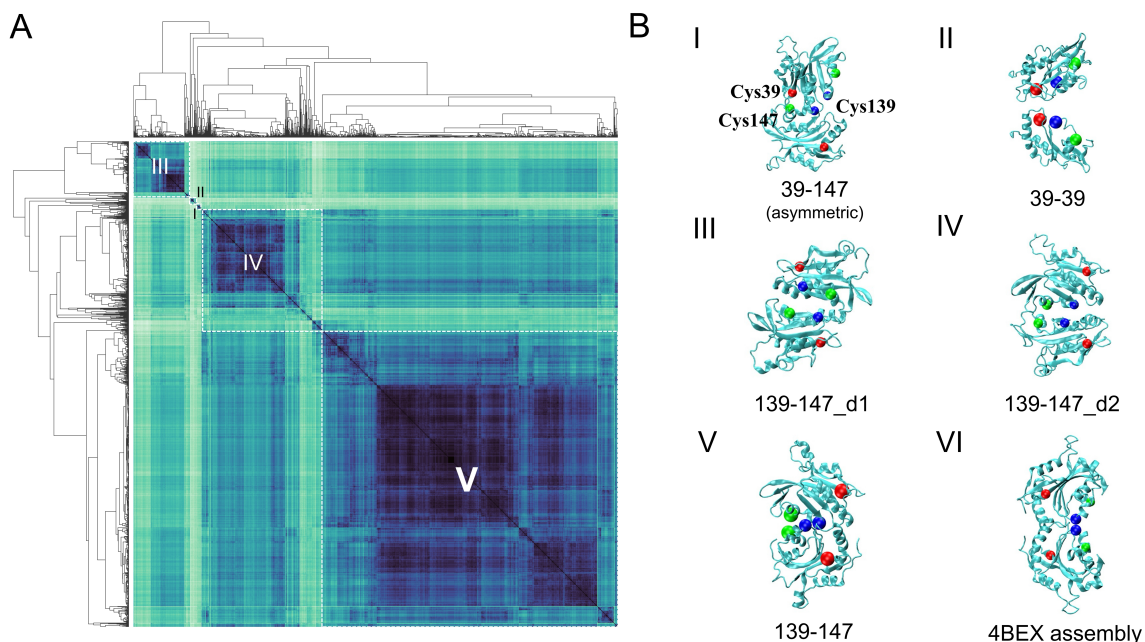 A
B
I
II
Cys39
Cys147
Cys139
39-147
(asymmetric)
39-39
III
II
I
IV
V
III
IV
139-147_d1
139-147_d2
V
VI
139-147
4BEX assembly